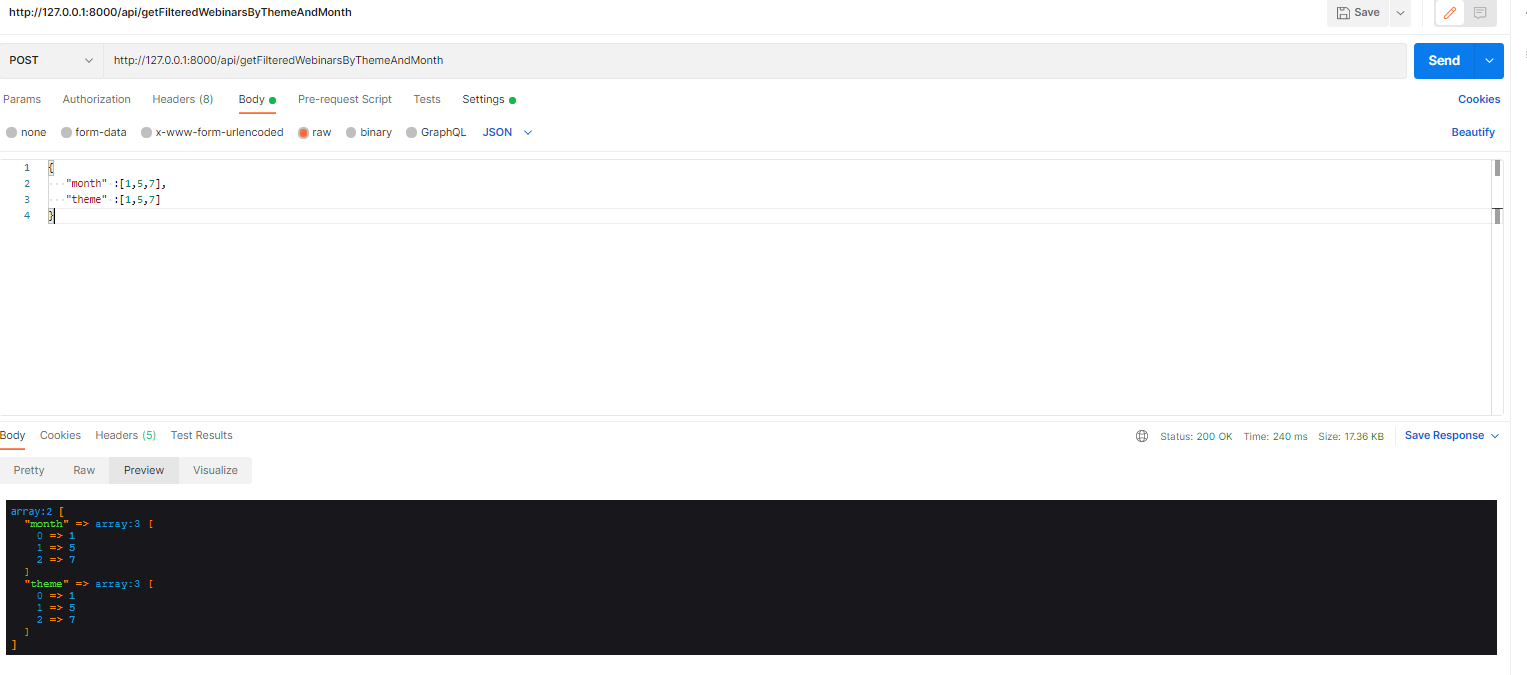 http://127.0.0.1:8000/api/getFilteredWebinarsByThemeAndMonth
Save
POST
http://127.0.0.1:8000/api/getFilteredWebinarsByThemeAndMonth
Send
Params Authorization Headers (8) Body Pre-request Script Tests Settings Cookies
none form-data x-www-form-urlencoded raw binary GraphQL JSON Beautify
1 {
2 "month" :[1,5,7],
3 "theme" :[1,5,7]
4 }
Body Cookies Headers (5) Test Results Status: 200 OK Time: 240 ms Size: 17.36 KB Save Response
Pretty Raw Preview Visualize
array:2 [
"month" => array:3 [
0 => 1
1 => 5
2 => 7
]
"theme" => array:3 [
0 => 1
1 => 5
2 => 7
]
]